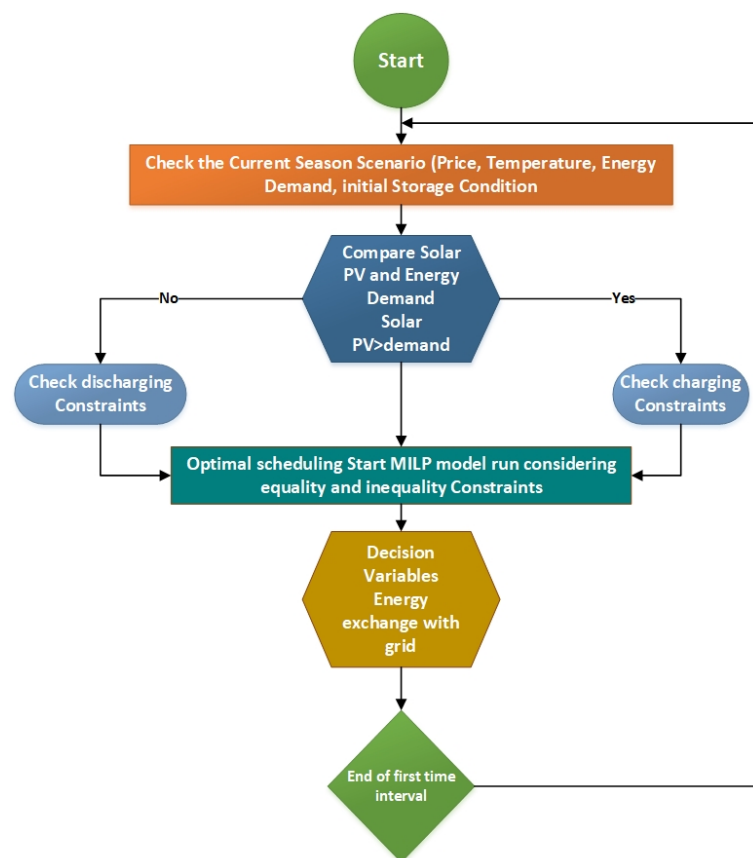 Start
Check the Current Season Scenario (Price, Temperature, Energy
Demand, initial Storage Condition
Compare Solar
PV and Energy
Demand
Solar
PV>demand
No
Yes
Check discharging
Constraints
Check charging
Constraints
Optimal scheduling Start MILP model run considering
equality and inequality Constraints
Decision
Variables
Energy
exchange with
grid
End of first time
interval